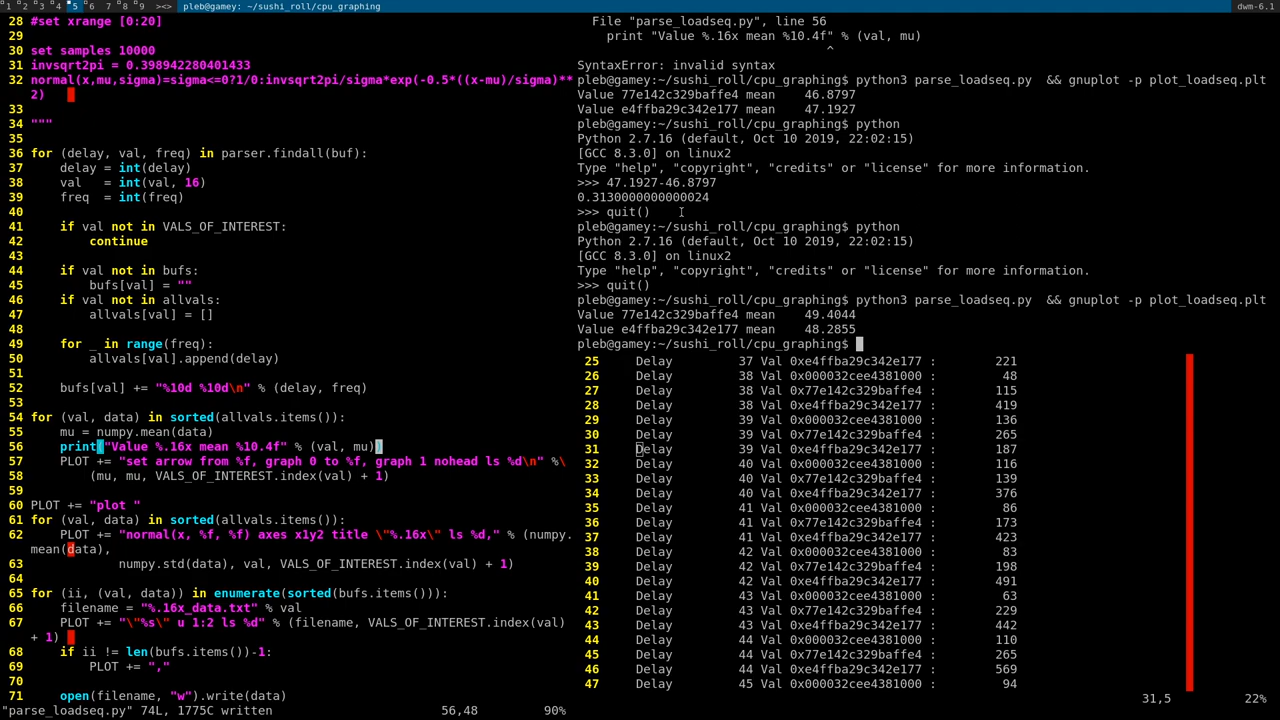 1 2 3 4 5 6 7 8 9 ><> pleb@gamey: ~/sushi_roll/cpu_graphing dwm-6.1
28 #set xrange [0:20]
29
30 set samples 10000
31 invsqrt2pi = 0.398942280401433
32 normal(x,mu,sigma)=sigma<=0?1/0:invsqrt2pi/sigma*exp(-0.5*((x-mu)/sigma)**
2)
33
34 """
35
36 for (delay, val, freq) in parser.findall(buf):
37     delay = int(delay)
38     val   = int(val, 16)
39     freq  = int(freq)
40
41     if val not in VALS_OF_INTEREST:
42         continue
43
44     if val not in bufs:
45         bufs[val] = ""
46     if val not in allvals:
47         allvals[val] = []
48
49     for _ in range(freq):
50         allvals[val].append(delay)
51
52     bufs[val] += "%10d %10d\n" % (delay, freq)
53
54 for (val, data) in sorted(allvals.items()):
55     mu = numpy.mean(data)
56     print("Value %.16x mean %10.4f" % (val, mu))
57     PLOT += "set arrow from %f, graph 0 to %f, graph 1 nohead ls %d\n" %\
58         (mu, mu, VALS_OF_INTEREST.index(val) + 1)
59
60 PLOT += "plot "
61 for (val, data) in sorted(allvals.items()):
62     PLOT += "normal(x, %f, %f) axes x1y2 title \"%.16x\" ls %d," % (numpy.
mean(data),
63             numpy.std(data), val, VALS_OF_INTEREST.index(val) + 1)
64
65 for (ii, (val, data)) in enumerate(sorted(bufs.items())):
66     filename = "%.16x_data.txt" % val
67     PLOT += "\"%s\" u 1:2 ls %d" % (filename, VALS_OF_INTEREST.index(val)
+ 1)
68     if ii != len(bufs.items())-1:
69         PLOT += ","
70
71     open(filename, "w").write(data)
"parse_loadseq.py" 74L, 1775C written 56,48 90%
File "parse_loadseq.py", line 56
print "Value %.16x mean %10.4f" % (val, mu)
^
SyntaxError: invalid syntax
pleb@gamey:~/sushi_roll/cpu_graphing$ python3 parse_loadseq.py  && gnuplot -p plot_loadseq.plt
Value 77e142c329baffe4 mean    46.8797
Value e4ffba29c342e177 mean    47.1927
pleb@gamey:~/sushi_roll/cpu_graphing$ python
Python 2.7.16 (default, Oct 10 2019, 22:02:15)
[GCC 8.3.0] on linux2
Type "help", "copyright", "credits" or "license" for more information.
>>> 47.1927-46.8797
0.3130000000000024
>>> quit()
pleb@gamey:~/sushi_roll/cpu_graphing$ python
Python 2.7.16 (default, Oct 10 2019, 22:02:15)
[GCC 8.3.0] on linux2
Type "help", "copyright", "credits" or "license" for more information.
>>> quit()
pleb@gamey:~/sushi_roll/cpu_graphing$ python3 parse_loadseq.py  && gnuplot -p plot_loadseq.plt
Value 77e142c329baffe4 mean    49.4044
Value e4ffba29c342e177 mean    48.2855
pleb@gamey:~/sushi_roll/cpu_graphing$
25 Delay 37 Val 0xe4ffba29c342e177 : 221
26 Delay 38 Val 0x000032cee4381000 : 48
27 Delay 38 Val 0x77e142c329baffe4 : 115
28 Delay 38 Val 0xe4ffba29c342e177 : 419
29 Delay 39 Val 0x000032cee4381000 : 136
30 Delay 39 Val 0x77e142c329baffe4 : 265
31 Delay 39 Val 0xe4ffba29c342e177 : 187
32 Delay 40 Val 0x000032cee4381000 : 116
33 Delay 40 Val 0x77e142c329baffe4 : 139
34 Delay 40 Val 0xe4ffba29c342e177 : 376
35 Delay 41 Val 0x000032cee4381000 : 86
36 Delay 41 Val 0x77e142c329baffe4 : 173
37 Delay 41 Val 0xe4ffba29c342e177 : 423
38 Delay 42 Val 0x000032cee4381000 : 83
39 Delay 42 Val 0x77e142c329baffe4 : 198
40 Delay 42 Val 0xe4ffba29c342e177 : 491
41 Delay 43 Val 0x000032cee4381000 : 63
42 Delay 43 Val 0x77e142c329baffe4 : 229
43 Delay 43 Val 0xe4ffba29c342e177 : 442
44 Delay 44 Val 0x000032cee4381000 : 110
45 Delay 44 Val 0x77e142c329baffe4 : 265
46 Delay 44 Val 0xe4ffba29c342e177 : 569
47 Delay 45 Val 0x000032cee4381000 : 94
31,5 22%